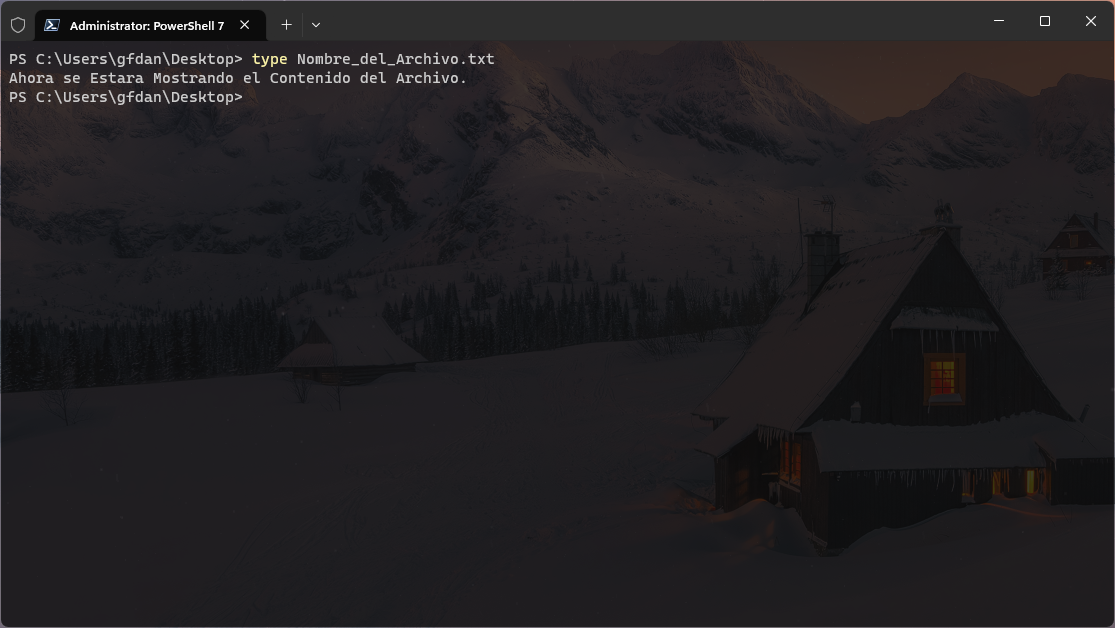 Administrator: PowerShell 7
PS C:\Users\gfdan\Desktop> type Nombre_del_Archivo.txt
Ahora se Estara Mostrando el Contenido del Archivo.
PS C:\Users\gfdan\Desktop>